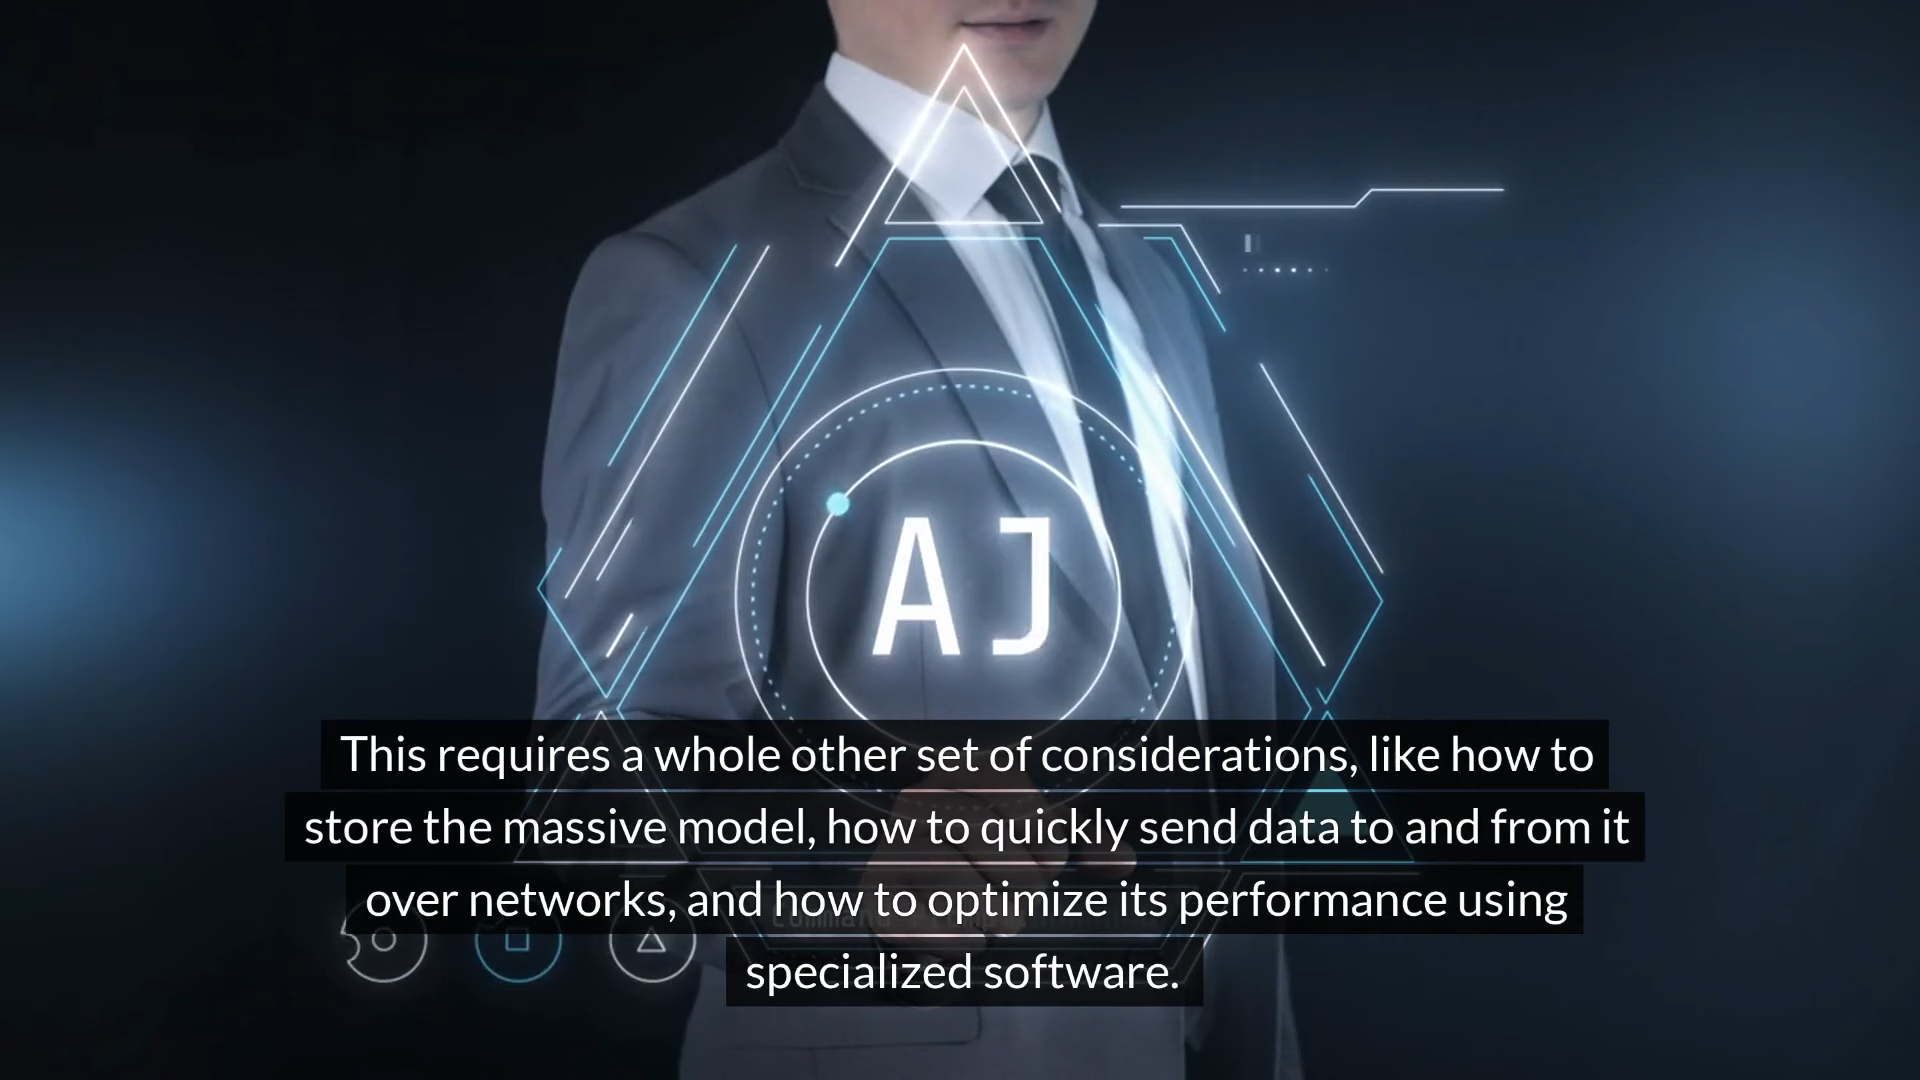 AJ
This requires a whole other set of considerations, like how to
store the massive model, how to quickly send data to and from it
over networks, and how to optimize its performance using
specialized software.